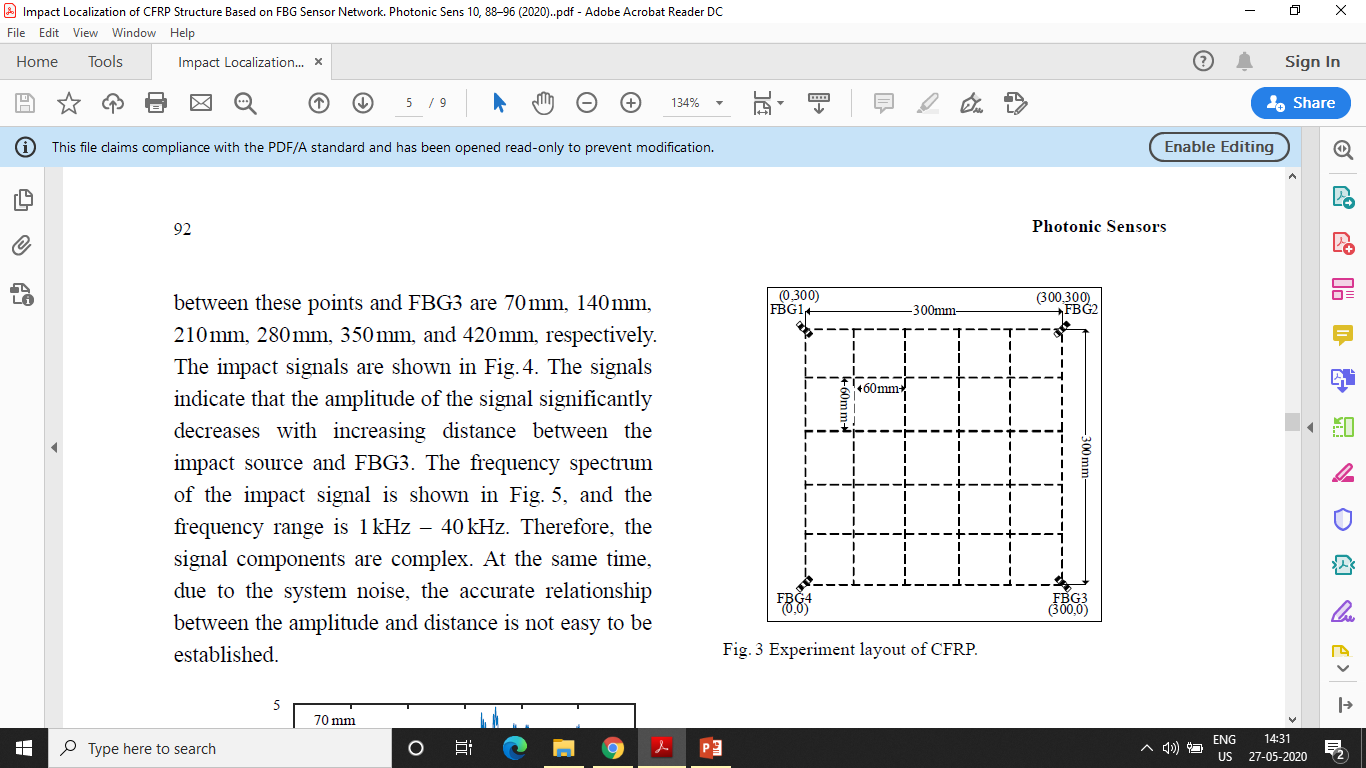 Impact Localization of CFRP Structure Based on FBG Sensor Network. Photonic Sens 10, 88–96 (2020)..pdf - Adobe Acrobat Reader DC
File Edit View Window Help
Home Tools Impact Localization... × Sign In
5 / 9 134% Share
This file claims compliance with the PDF/A standard and has been opened read-only to prevent modification. Enable Editing
92 Photonic Sensors
between these points and FBG3 are 70 mm, 140 mm,
210 mm, 280 mm, 350 mm, and 420 mm, respectively.
The impact signals are shown in Fig. 4. The signals
indicate that the amplitude of the signal significantly
decreases with increasing distance between the
impact source and FBG3. The frequency spectrum
of the impact signal is shown in Fig. 5, and the
frequency range is 1 kHz – 40 kHz. Therefore, the
signal components are complex. At the same time,
due to the system noise, the accurate relationship
between the amplitude and distance is not easy to be
established.
5
70 mm
(0,300) (300,300)
FBG1 300mm FBG2
60mm
60mm
300mm
FBG4 FBG3
(0,0) (300,0)
Fig. 3 Experiment layout of CFRP.
Type here to search
ENG 14:31
US 27-05-2020 2